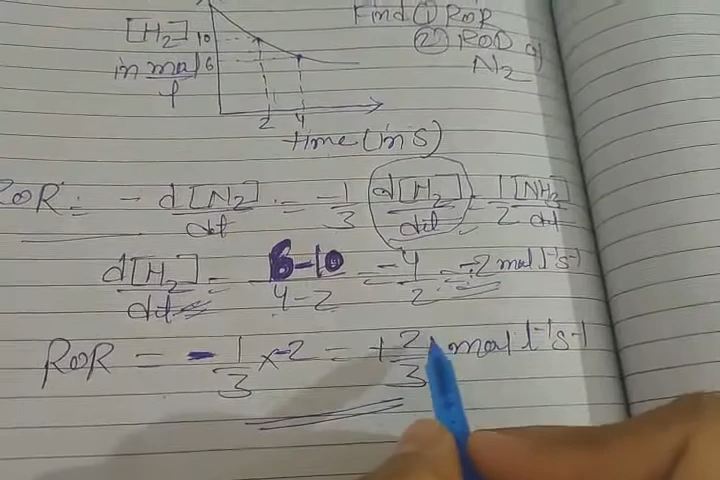 Find ① ROR
[H₂] 10
② ROD of
N₂
in mol 6
l
2 4
time (in S)
ROR = - d[N₂]/dt = -1/3 d[H₂]/dt = 1/2 [NH₃]/dt
d[H₂]/dt = 6-10/4-2 = -4/2 = -2 mol l⁻¹s⁻¹
ROR = -1/3 x -2 = +2/3 mol l⁻¹s⁻¹